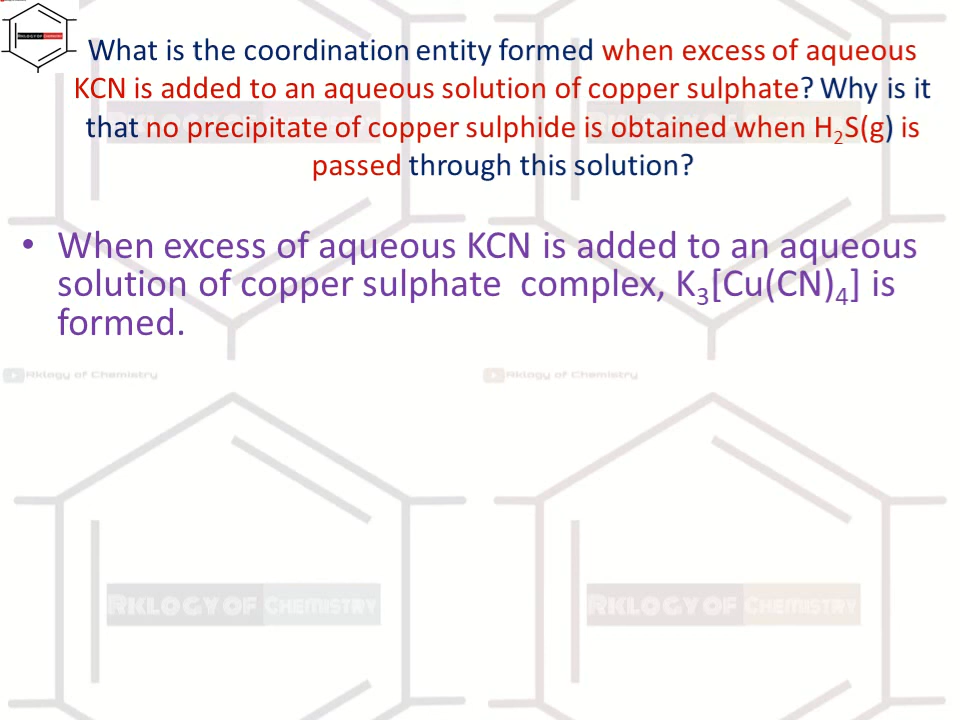 What is the coordination entity formed when excess of aqueous
KCN is added to an aqueous solution of copper sulphate? Why is it
that no precipitate of copper sulphide is obtained when H₂S(g) is
passed through this solution?
• When excess of aqueous KCN is added to an aqueous
solution of copper sulphate complex, K₃[Cu(CN)₄] is
formed.
Rklogy of Chemistry
Rklogy of Chemistry
RKLOGY OF CHEMISTRY
RKLOGY OF CHEMISTRY